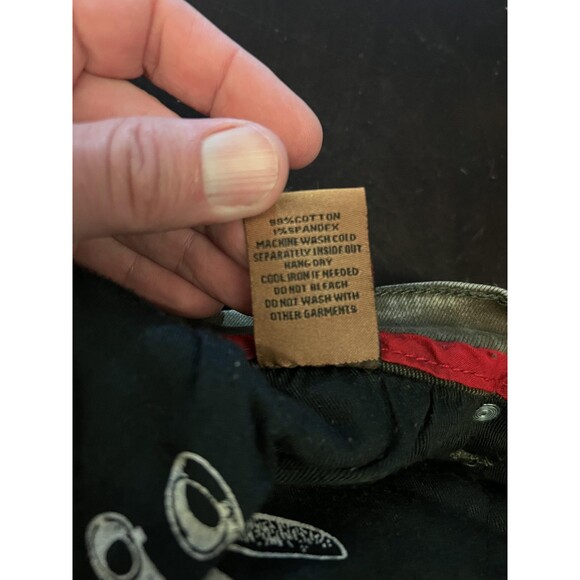 98%COTTON
1%SPANDEX
MACHINE WASH COLD
SEPARATELY INSIDE OUT
HANG DRY
COOL IRON IF NEEDED
DO NOT BLEACH
DO NOT WASH WITH
OTHER GARMENTS